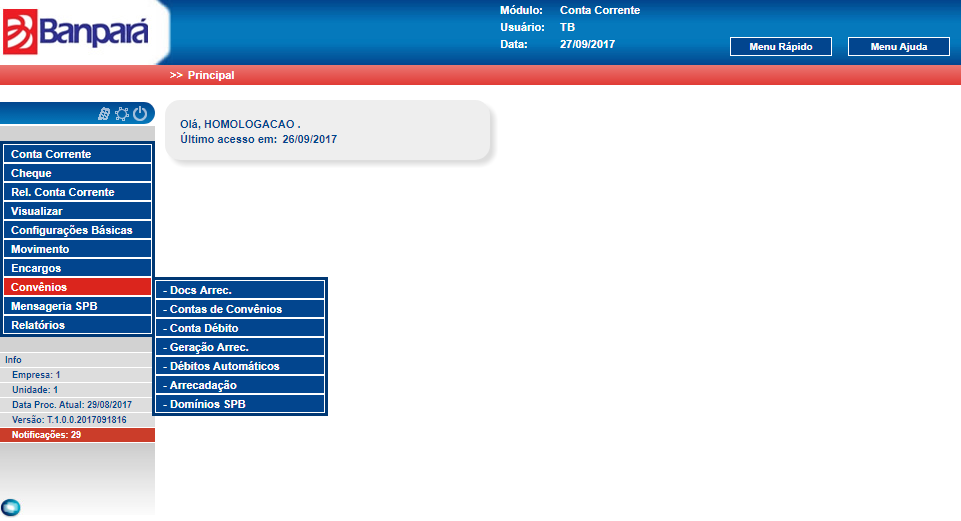 Banpará
Módulo: Conta Corrente
Usuário: TB
Data: 27/09/2017
Menu Rápido
Menu Ajuda
>> Principal
Olá, HOMOLOGACAO .
Último acesso em: 26/09/2017
Conta Corrente
Cheque
Rel. Conta Corrente
Visualizar
Configurações Básicas
Movimento
Encargos
Convênios
Mensageria SPB
Relatórios
- Docs Arrec.
- Contas de Convênios
- Conta Débito
- Geração Arrec.
- Débitos Automáticos
- Arrecadação
- Domínios SPB
Info
Empresa: 1
Unidade: 1
Data Proc. Atual: 29/08/2017
Versão: T.1.0.0.2017091816
Notificações: 29